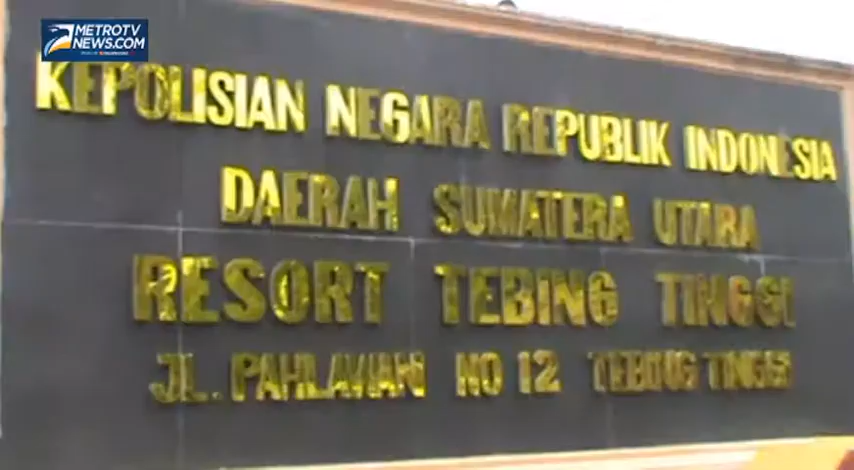 METROTV
NEWS.COM
KEPOLISIAN NEGARA REPUBLIK INDONESIA
DAERAH SUMATERA UTARA
RESORT TEBING TINGGI
JL. PAHLAWAN NO 12 TEBING TINGGI